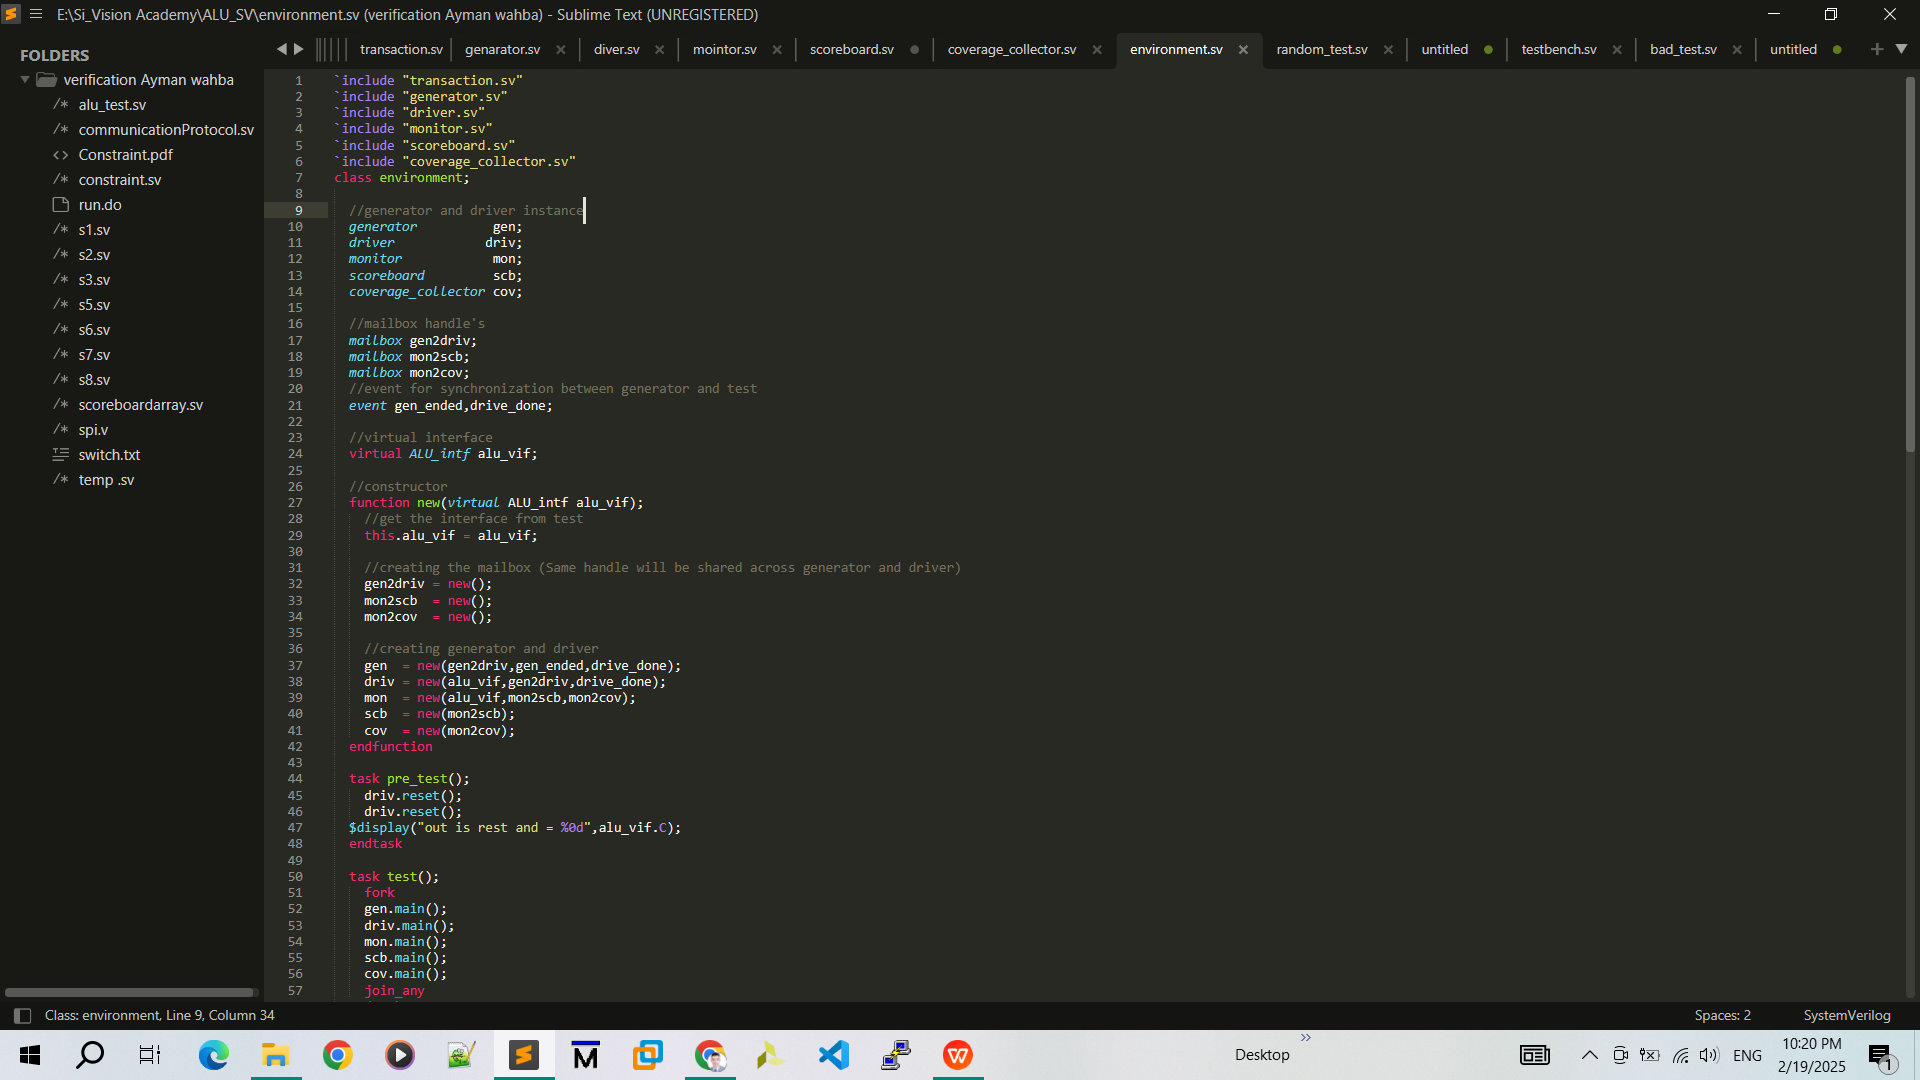 E:\Si_Vision Academy\ALU_SV\environment.sv (verification Ayman wahba) - Sublime Text (UNREGISTERED)
FOLDERS
verification Ayman wahba
alu_test.sv
communicationProtocol.sv
Constraint.pdf
constraint.sv
run.do
s1.sv
s2.sv
s3.sv
s5.sv
s6.sv
s7.sv
s8.sv
scoreboardarray.sv
spi.v
switch.txt
temp .sv
transaction.sv genarator.sv diver.sv mointor.sv scoreboard.sv coverage_collector.sv environment.sv random_test.sv untitled testbench.sv bad_test.sv untitled
1 `include "transaction.sv"
2 `include "generator.sv"
3 `include "driver.sv"
4 `include "monitor.sv"
5 `include "scoreboard.sv"
6 `include "coverage_collector.sv"
7 class environment;
8
9 //generator and driver instance
10 generator gen;
11 driver driv;
12 monitor mon;
13 scoreboard scb;
14 coverage_collector cov;
15
16 //mailbox handle's
17 mailbox gen2driv;
18 mailbox mon2scb;
19 mailbox mon2cov;
20 //event for synchronization between generator and test
21 event gen_ended,drive_done;
22
23 //virtual interface
24 virtual ALU_intf alu_vif;
25
26 //constructor
27 function new(virtual ALU_intf alu_vif);
28 //get the interface from test
29 this.alu_vif = alu_vif;
30
31 //creating the mailbox (Same handle will be shared across generator and driver)
32 gen2driv = new();
33 mon2scb = new();
34 mon2cov = new();
35
36 //creating generator and driver
37 gen = new(gen2driv,gen_ended,drive_done);
38 driv = new(alu_vif,gen2driv,drive_done);
39 mon = new(alu_vif,mon2scb,mon2cov);
40 scb = new(mon2scb);
41 cov = new(mon2cov);
42 endfunction
43
44 task pre_test();
45 driv.reset();
46 driv.reset();
47 $display("out is rest and = %0d",alu_vif.C);
48 endtask
49
50 task test();
51 fork
52 gen.main();
53 driv.main();
54 mon.main();
55 scb.main();
56 cov.main();
57 join_any
Class: environment, Line 9, Column 34
Spaces: 2
SystemVerilog
Desktop
ENG
10:20 PM
2/19/2025
1